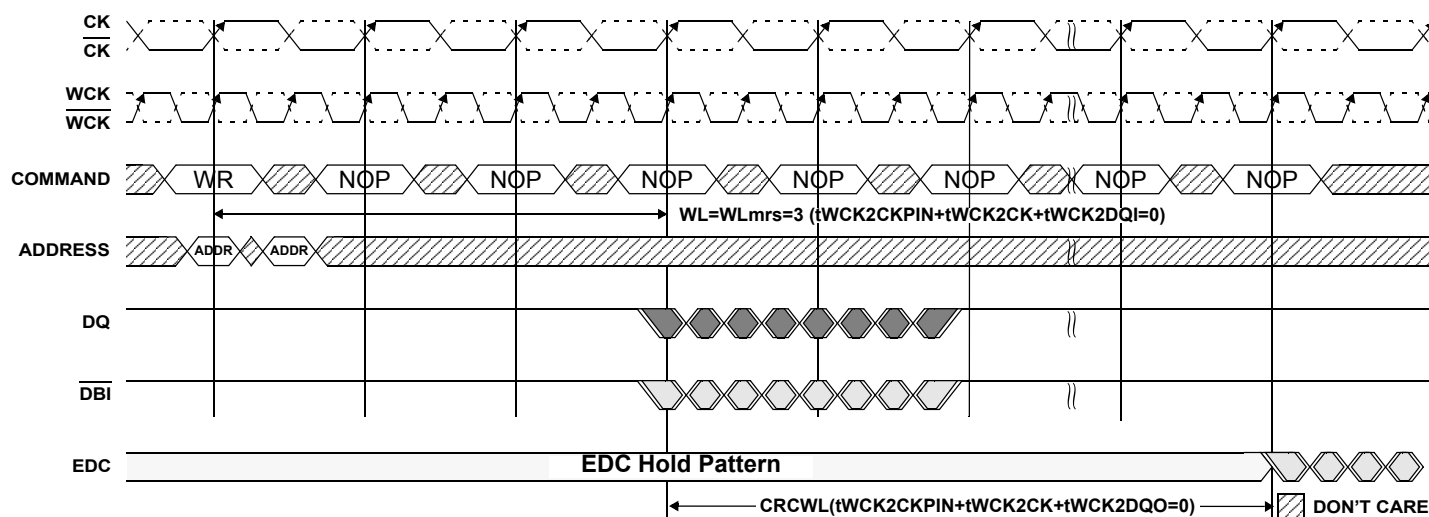 CK
CK
WCK
WCK
COMMAND WR NOP NOP NOP NOP NOP NOP NOP
WL=WLmrs=3 (tWCK2CKPIN+tWCK2CK+tWCK2DQI=0)
ADDRESS ADDR ADDR
DQ
DBI
EDC EDC Hold Pattern
CRCWL(tWCK2CKPIN+tWCK2CK+tWCK2DQO=0) DON'T CARE